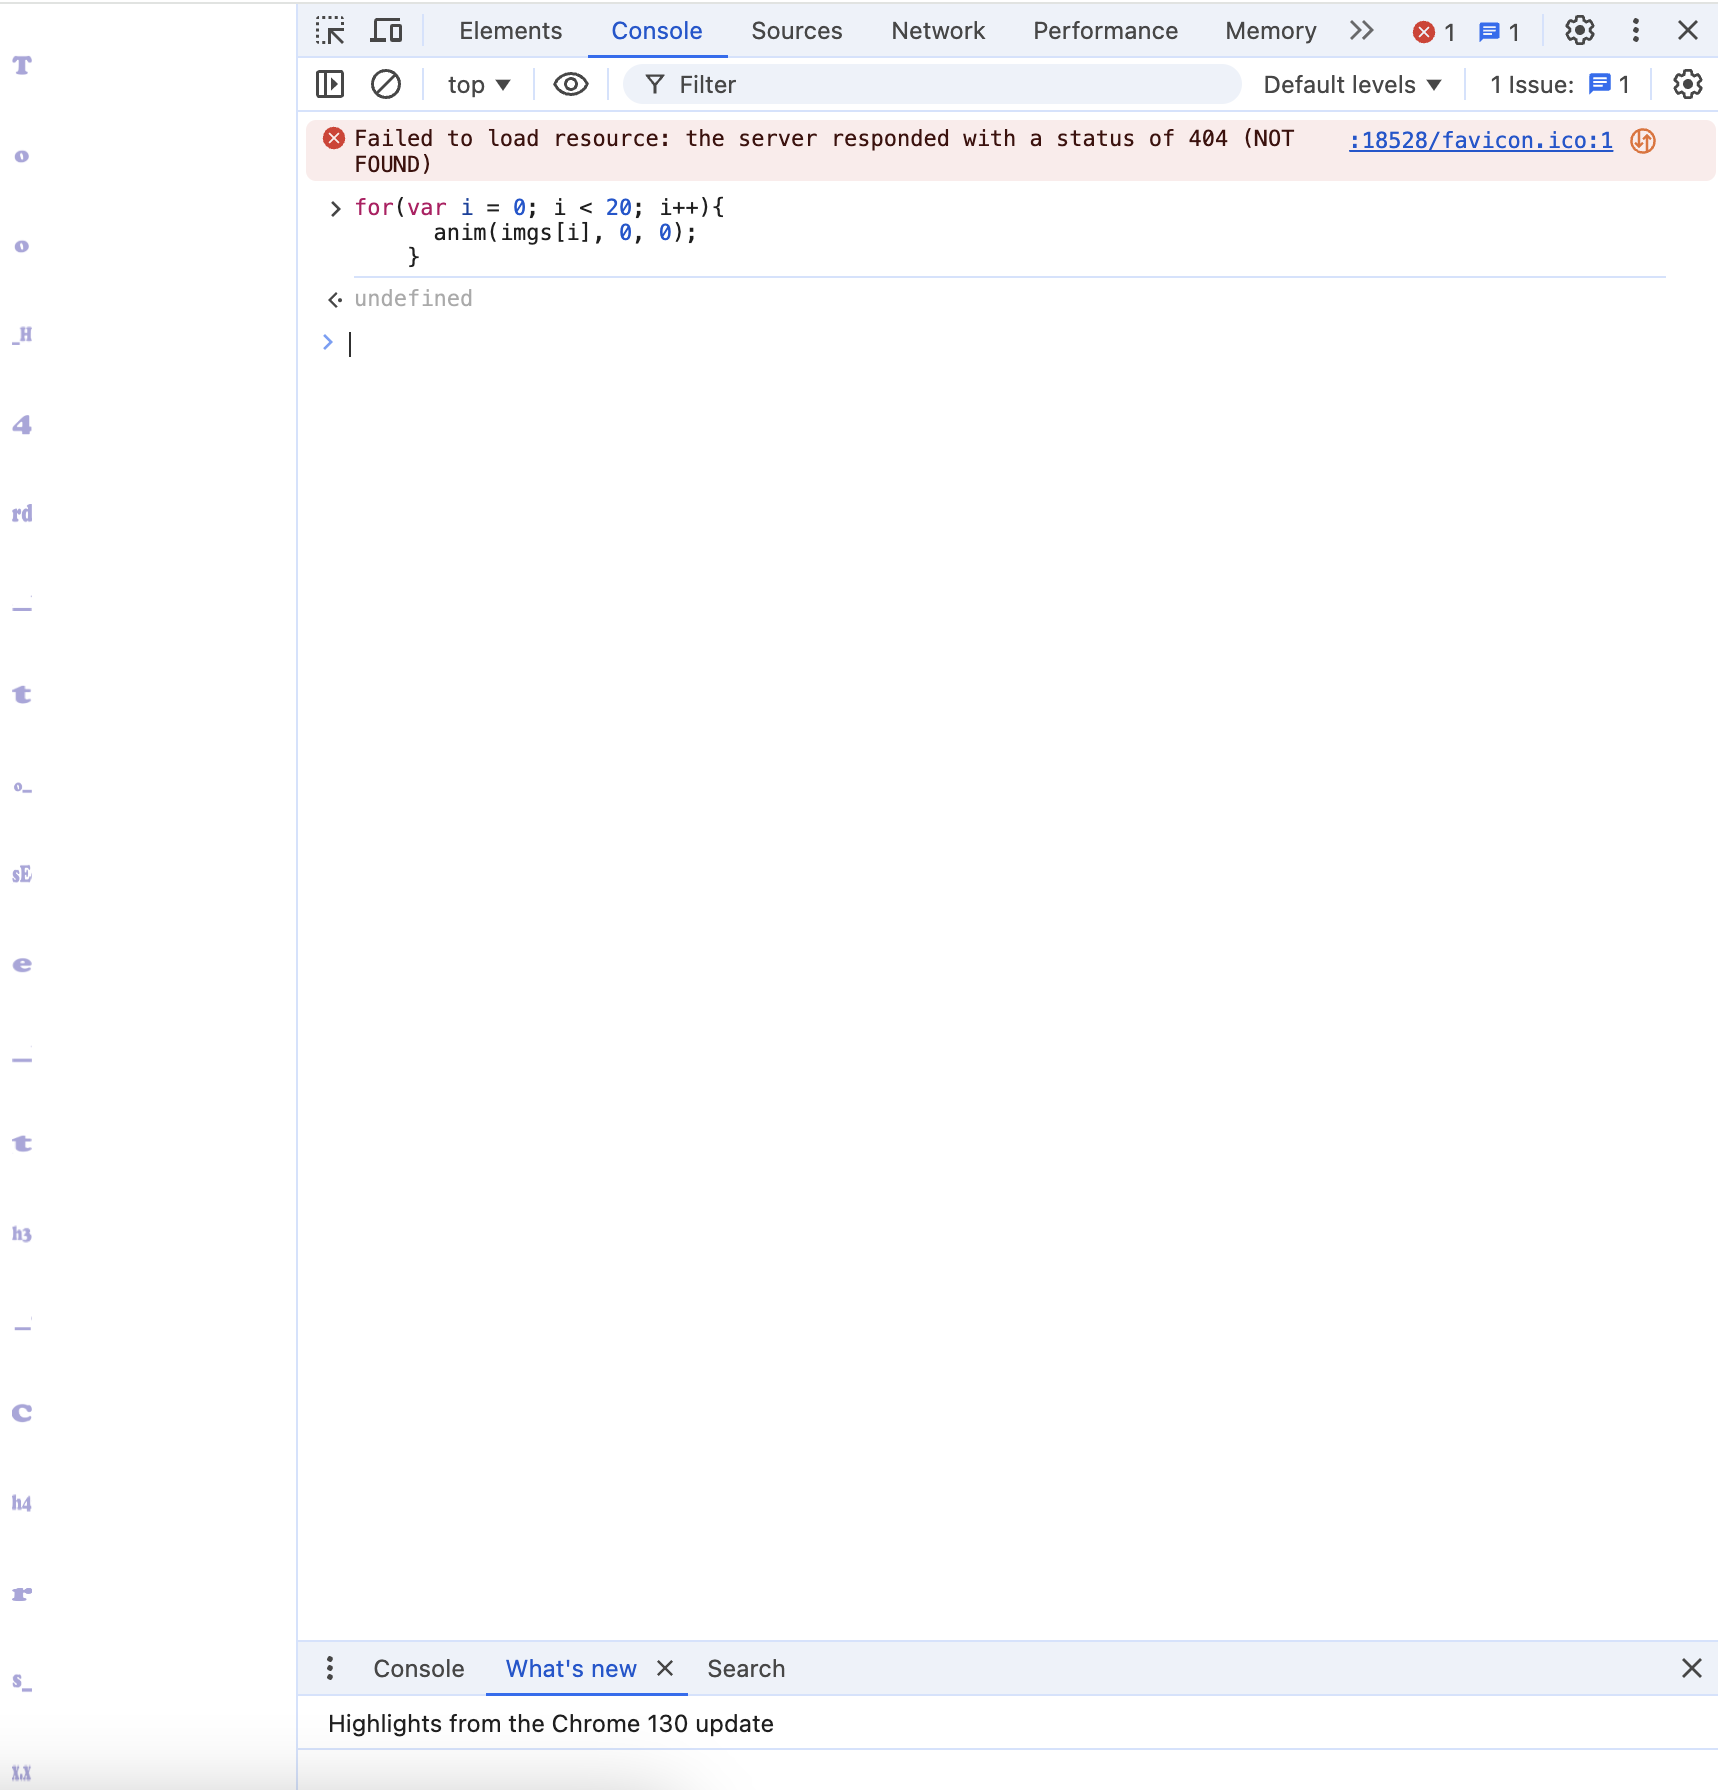 T
o
o
_H
4
rd
_
t
o_
sE
e
_
t
h3
_
C
h4
r
s_
x.x
Elements Console Sources Network Performance Memory 1 1
top Filter Default levels 1 Issue: 1
Failed to load resource: the server responded with a status of 404 (NOT FOUND) :18528/favicon.ico:1
for(var i = 0; i < 20; i++){
anim(imgs[i], 0, 0);
}
undefined
Console What's new Search
Highlights from the Chrome 130 update